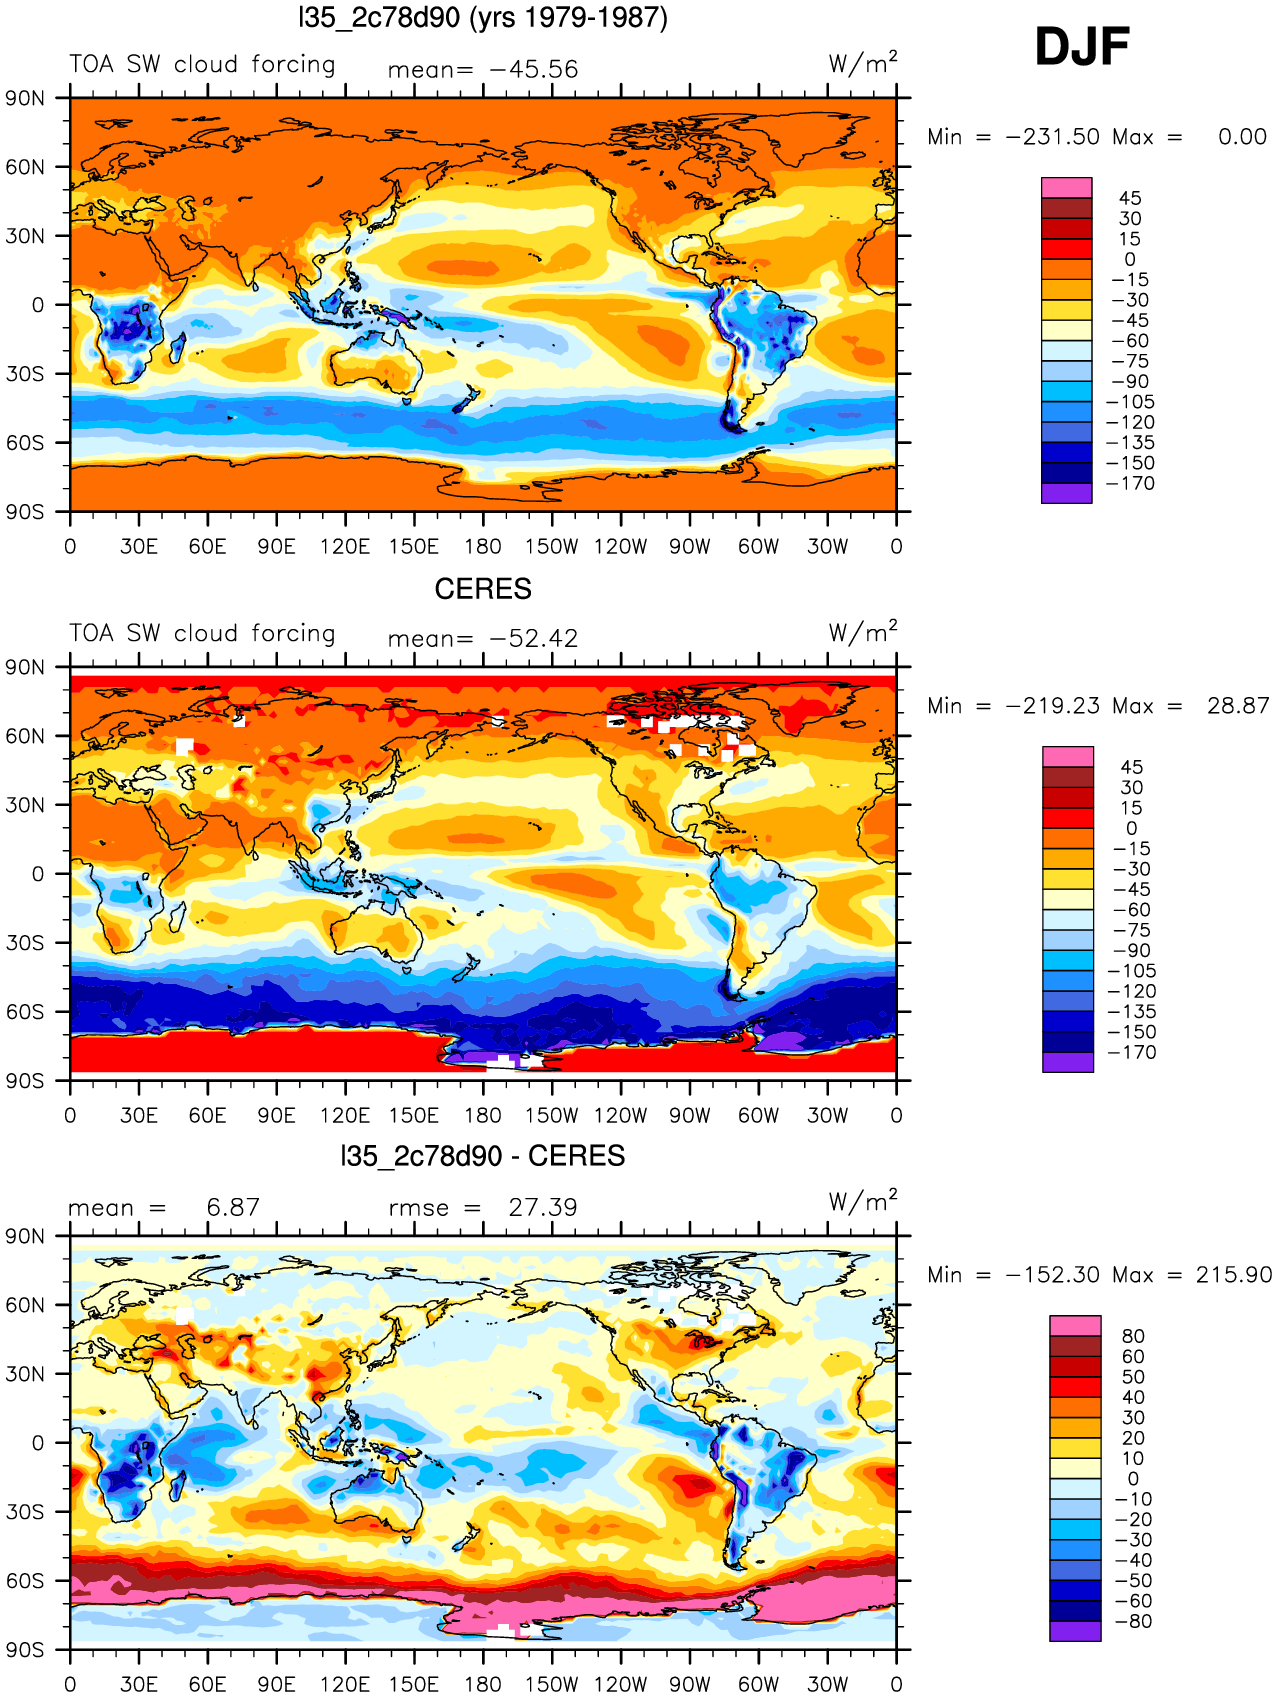 l35_2c78d90 (yrs 1979-1987)
DJF
TOA SW cloud forcing mean= −45.56 W/m²
Min = −231.50 Max = 0.00
90N
60N
30N
0
30S
60S
90S
0 30E 60E 90E 120E 150E 180 150W 120W 90W 60W 30W 0
45
30
15
0
−15
−30
−45
−60
−75
−90
−105
−120
−135
−150
−170
CERES
TOA SW cloud forcing mean= −52.42 W/m²
Min = −219.23 Max = 28.87
90N
60N
30N
0
30S
60S
90S
0 30E 60E 90E 120E 150E 180 150W 120W 90W 60W 30W 0
45
30
15
0
−15
−30
−45
−60
−75
−90
−105
−120
−135
−150
−170
l35_2c78d90 - CERES
mean = 6.87 rmse = 27.39 W/m²
Min = −152.30 Max = 215.90
90N
60N
30N
0
30S
60S
90S
0 30E 60E 90E 120E 150E 180 150W 120W 90W 60W 30W 0
80
60
50
40
30
20
10
0
−10
−20
−30
−40
−50
−60
−80